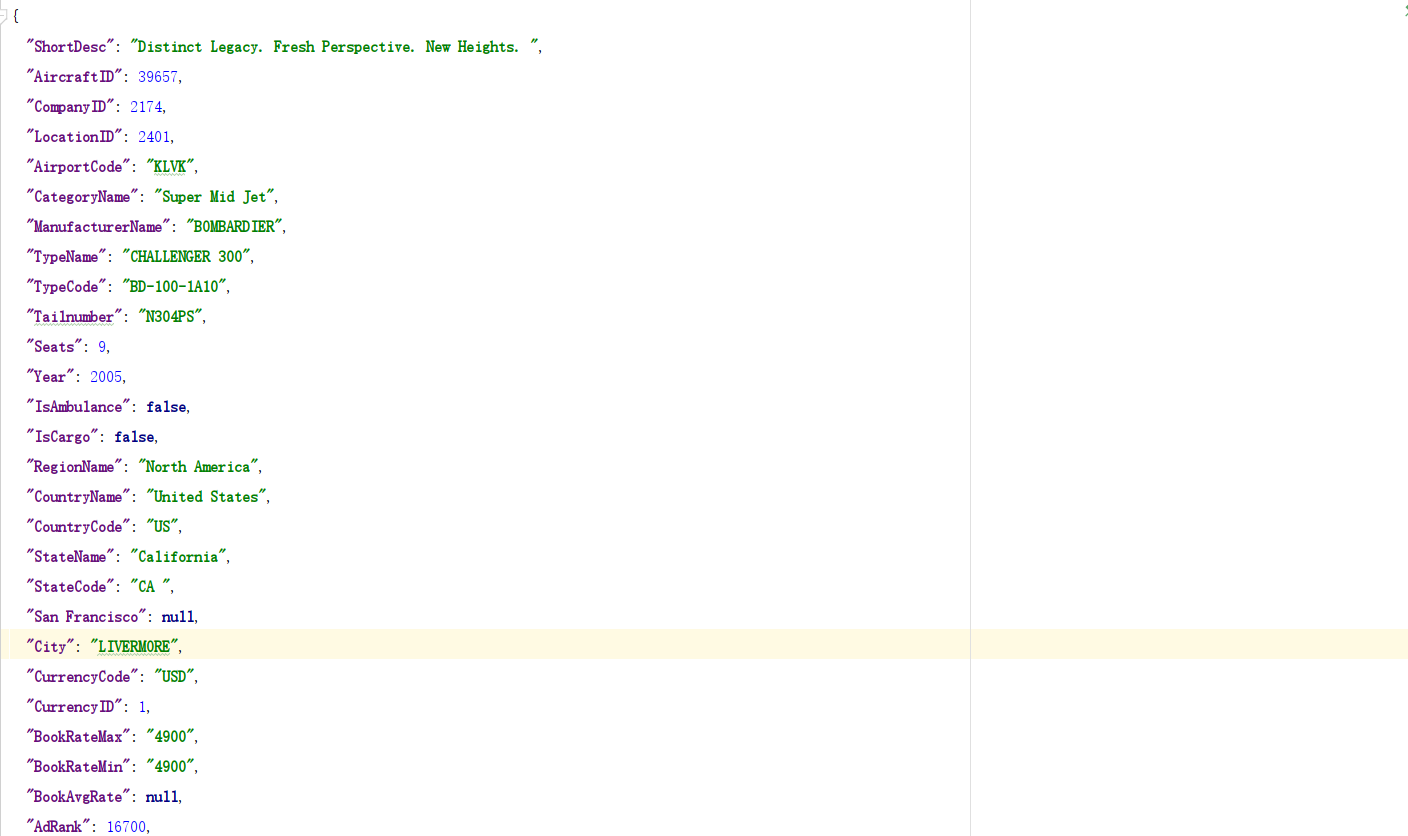 {
"ShortDesc": "Distinct Legacy. Fresh Perspective. New Heights. ",
"AircraftID": 39657,
"CompanyID": 2174,
"LocationID": 2401,
"AirportCode": "KLVK",
"CategoryName": "Super Mid Jet",
"ManufacturerName": "BOMBARDIER",
"TypeName": "CHALLENGER 300",
"TypeCode": "BD-100-1A10",
"Tailnumber": "N304PS",
"Seats": 9,
"Year": 2005,
"IsAmbulance": false,
"IsCargo": false,
"RegionName": "North America",
"CountryName": "United States",
"CountryCode": "US",
"StateName": "California",
"StateCode": "CA ",
"San Francisco": null,
"City": "LIVERMORE",
"CurrencyCode": "USD",
"CurrencyID": 1,
"BookRateMax": "4900",
"BookRateMin": "4900",
"BookAvgRate": null,
"AdRank": 16700,